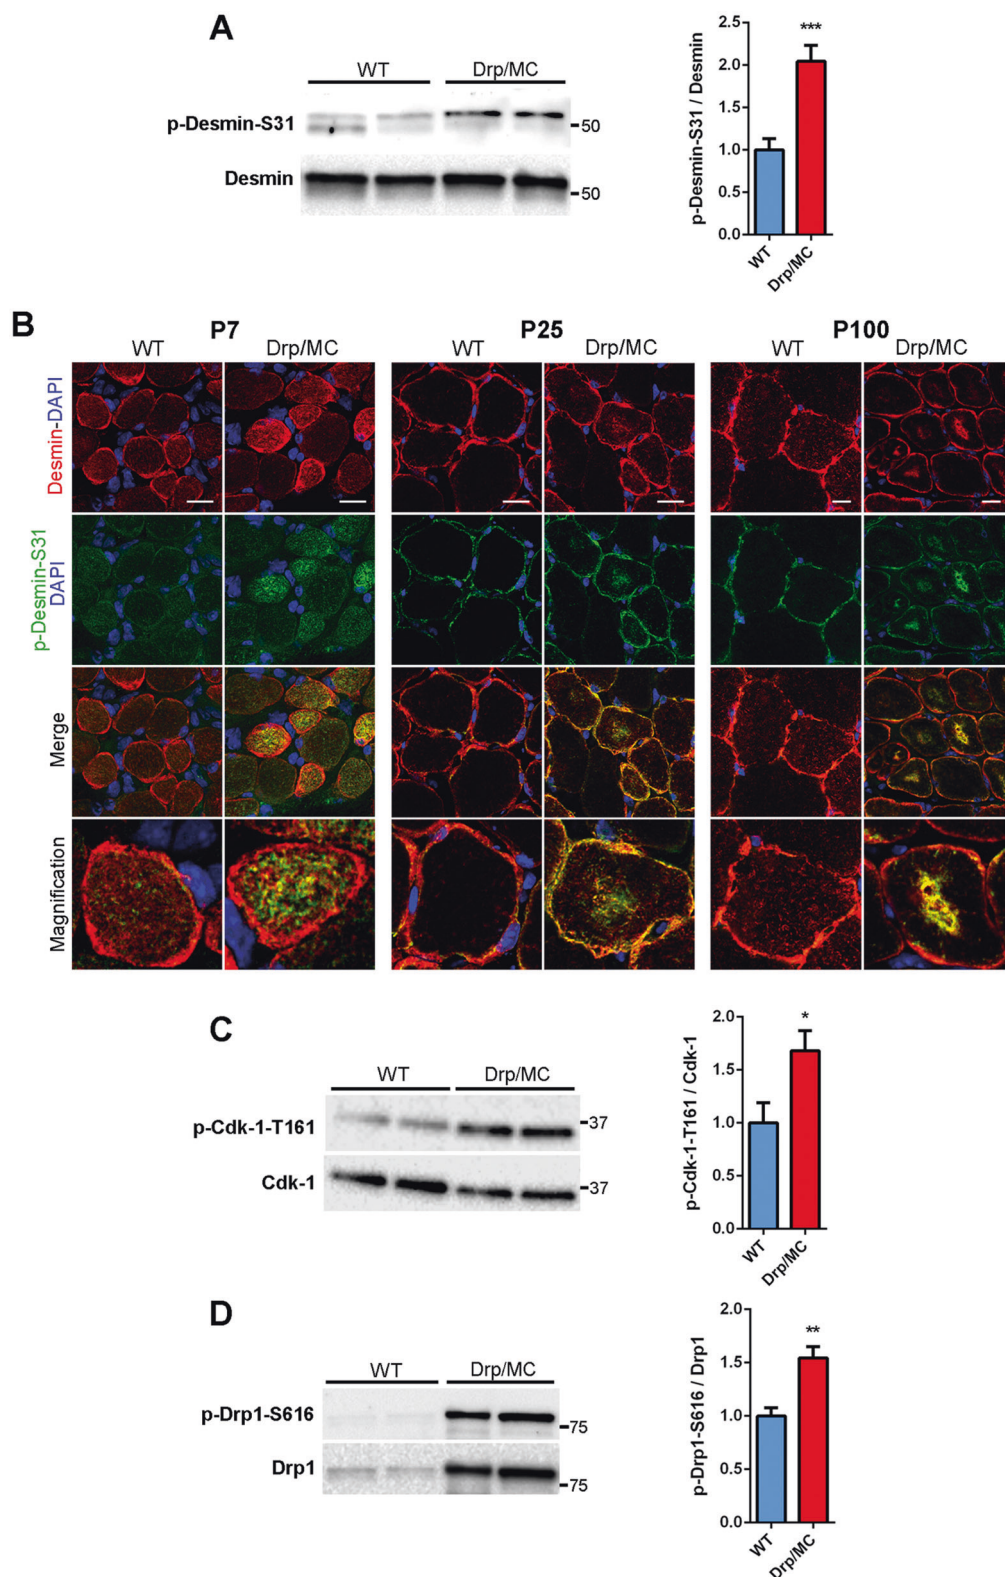 A
WT Drp/MC
p-Desmin-S31
50
Desmin
50
p-Desmin-S31 / Desmin
2.5
2.0
1.5
1.0
0.5
0.0
***
WT
Drp/MC
B
P7 P25 P100
WT Drp/MC WT Drp/MC WT Drp/MC
Desmin-DAPI
p-Desmin-S31
DAPI
Merge
Magnification
C
WT Drp/MC
p-Cdk-1-T161
37
Cdk-1
37
p-Cdk-1-T161 / Cdk-1
2.0
1.5
1.0
0.5
0.0
*
WT
Drp/MC
D
WT Drp/MC
p-Drp1-S616
75
Drp1
75
p-Drp1-S616 / Drp1
2.0
1.5
1.0
0.5
0.0
**
WT
Drp/MC